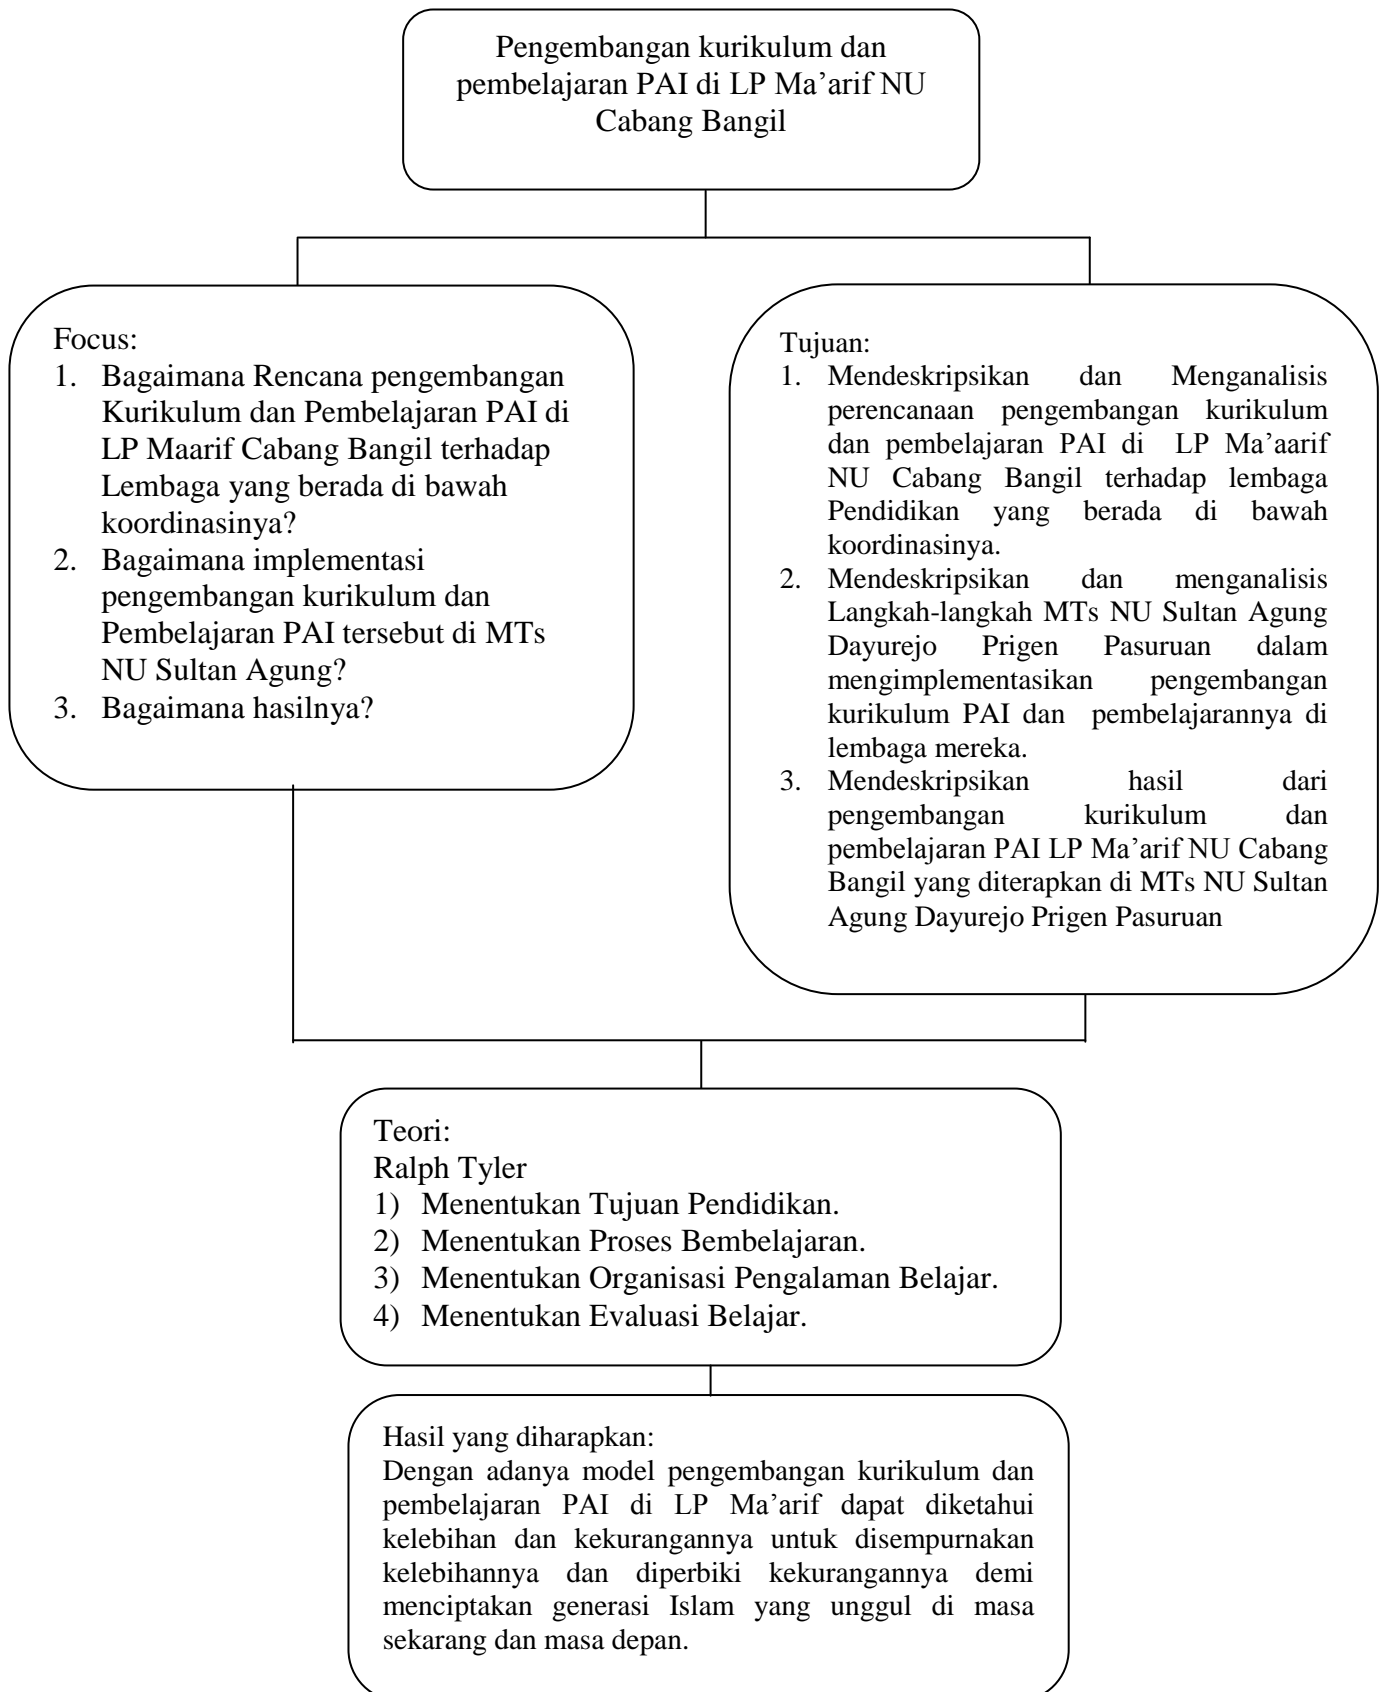 Pengembangan kurikulum dan
pembelajaran PAI di LP Ma’arif NU
Cabang Bangil
Focus:
1. Bagaimana Rencana pengembangan
Kurikulum dan Pembelajaran PAI di
LP Maarif Cabang Bangil terhadap
Lembaga yang berada di bawah
koordinasinya?
2. Bagaimana implementasi
pengembangan kurikulum dan
Pembelajaran PAI tersebut di MTs
NU Sultan Agung?
3. Bagaimana hasilnya?
Tujuan:
1. Mendeskripsikan dan Menganalisis
perencanaan pengembangan kurikulum
dan pembelajaran PAI di LP Ma’aarif
NU Cabang Bangil terhadap lembaga
Pendidikan yang berada di bawah
koordinasinya.
2. Mendeskripsikan dan menganalisis
Langkah-langkah MTs NU Sultan Agung
Dayurejo Prigen Pasuruan dalam
mengimplementasikan pengembangan
kurikulum PAI dan pembelajarannya di
lembaga mereka.
3. Mendeskripsikan hasil dari
pengembangan kurikulum dan
pembelajaran PAI LP Ma’arif NU Cabang
Bangil yang diterapkan di MTs NU Sultan
Agung Dayurejo Prigen Pasuruan
Teori:
Ralph Tyler
1) Menentukan Tujuan Pendidikan.
2) Menentukan Proses Bembelajaran.
3) Menentukan Organisasi Pengalaman Belajar.
4) Menentukan Evaluasi Belajar.
Hasil yang diharapkan:
Dengan adanya model pengembangan kurikulum dan
pembelajaran PAI di LP Ma’arif dapat diketahui
kelebihan dan kekurangannya untuk disempurnakan
kelebihannya dan diperbiki kekurangannya demi
menciptakan generasi Islam yang unggul di masa
sekarang dan masa depan.